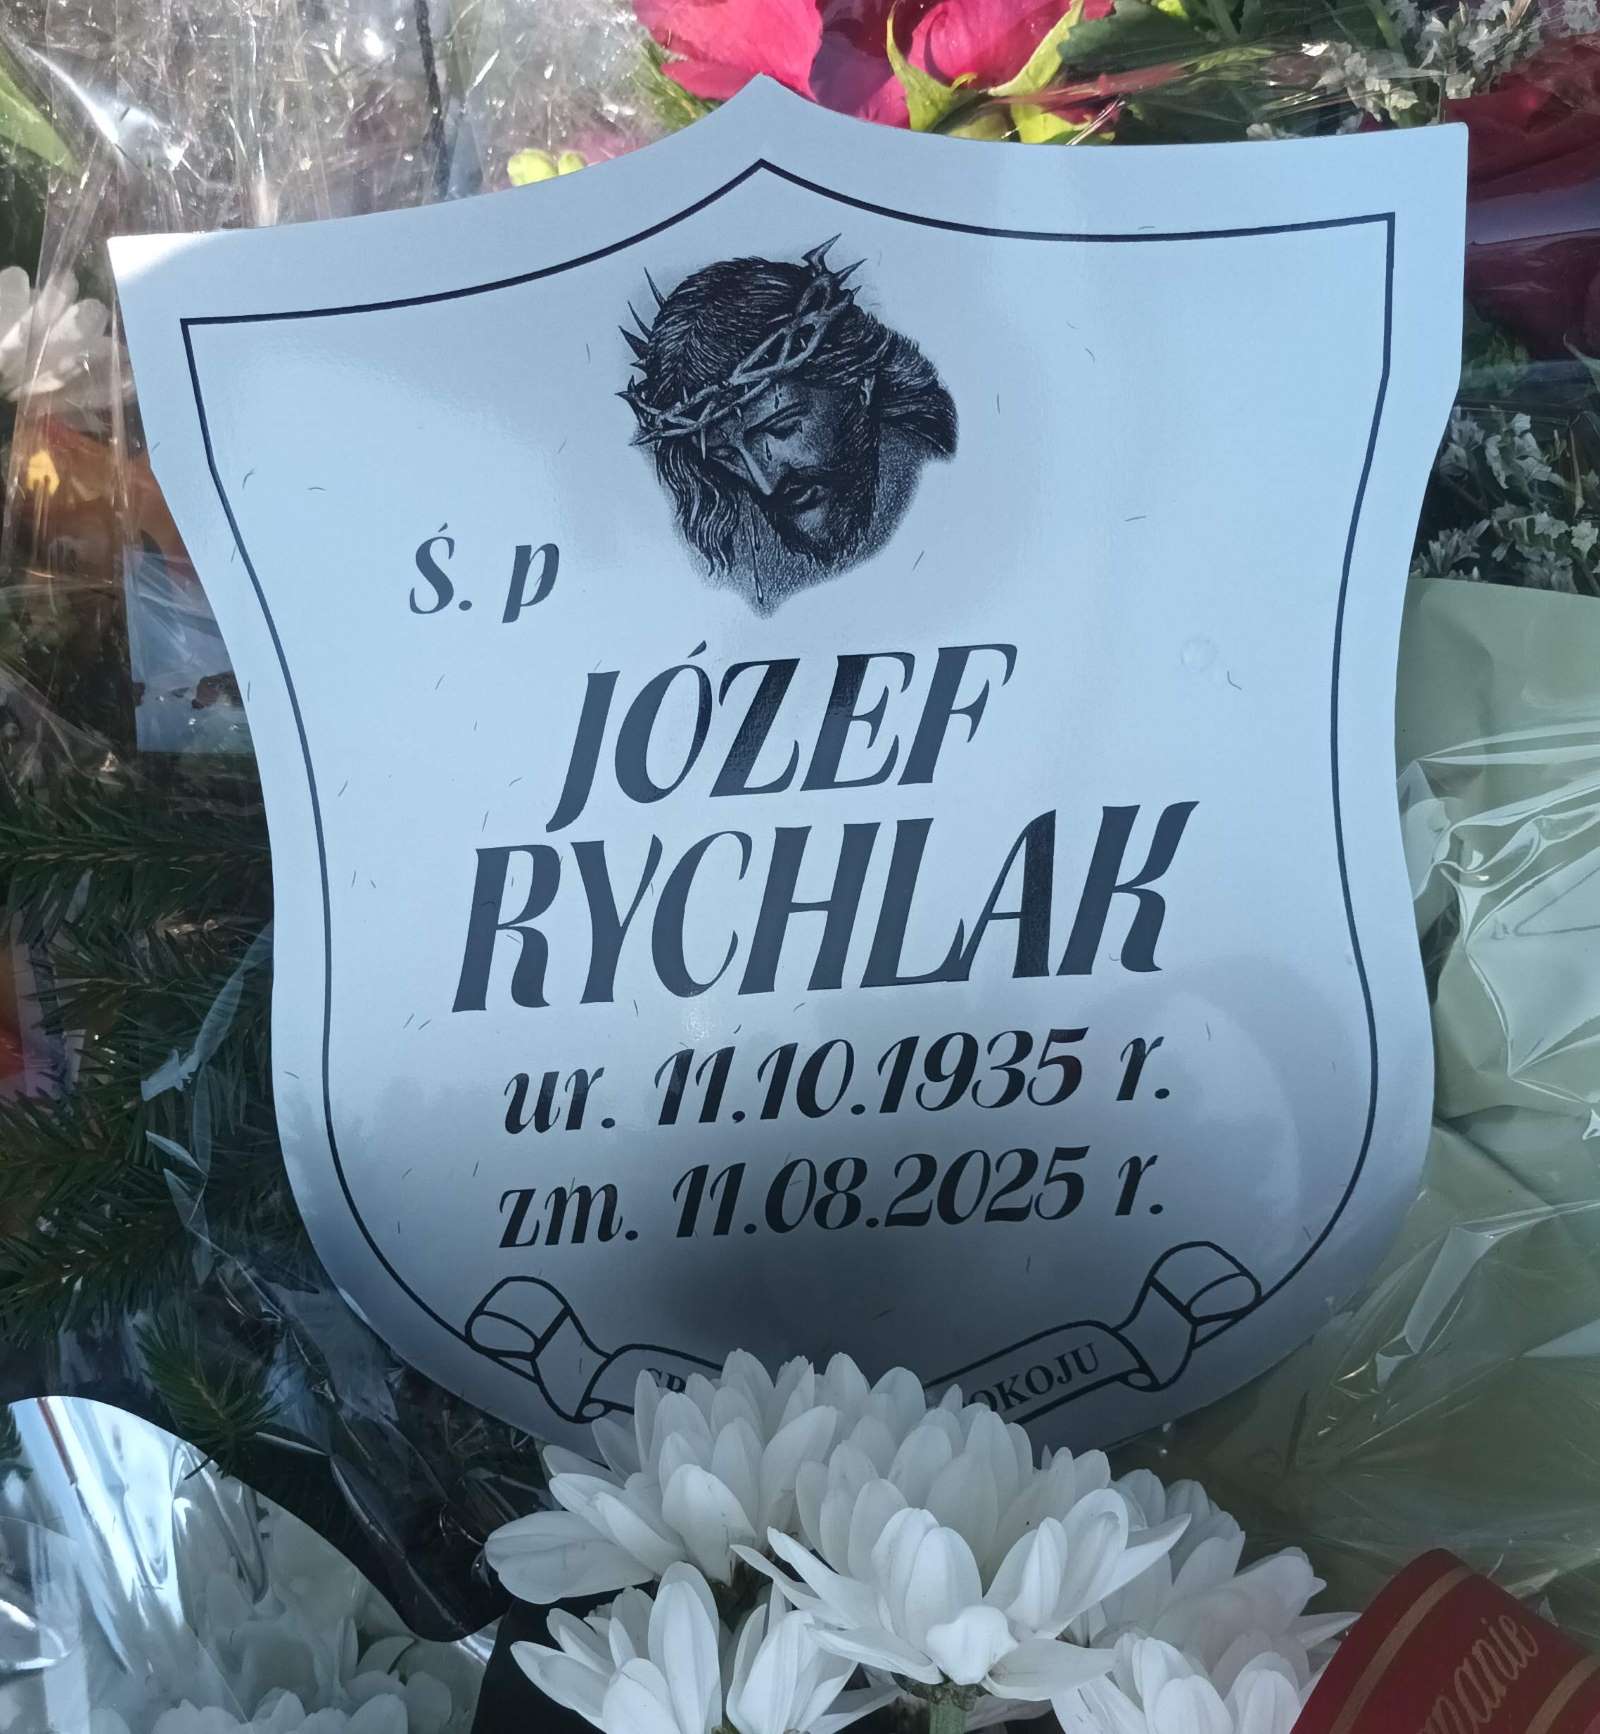 Ś. p
JÓZEF
RYCHLAK
ur. 11.10.1935 r.
zm. 11.08.2025 r.